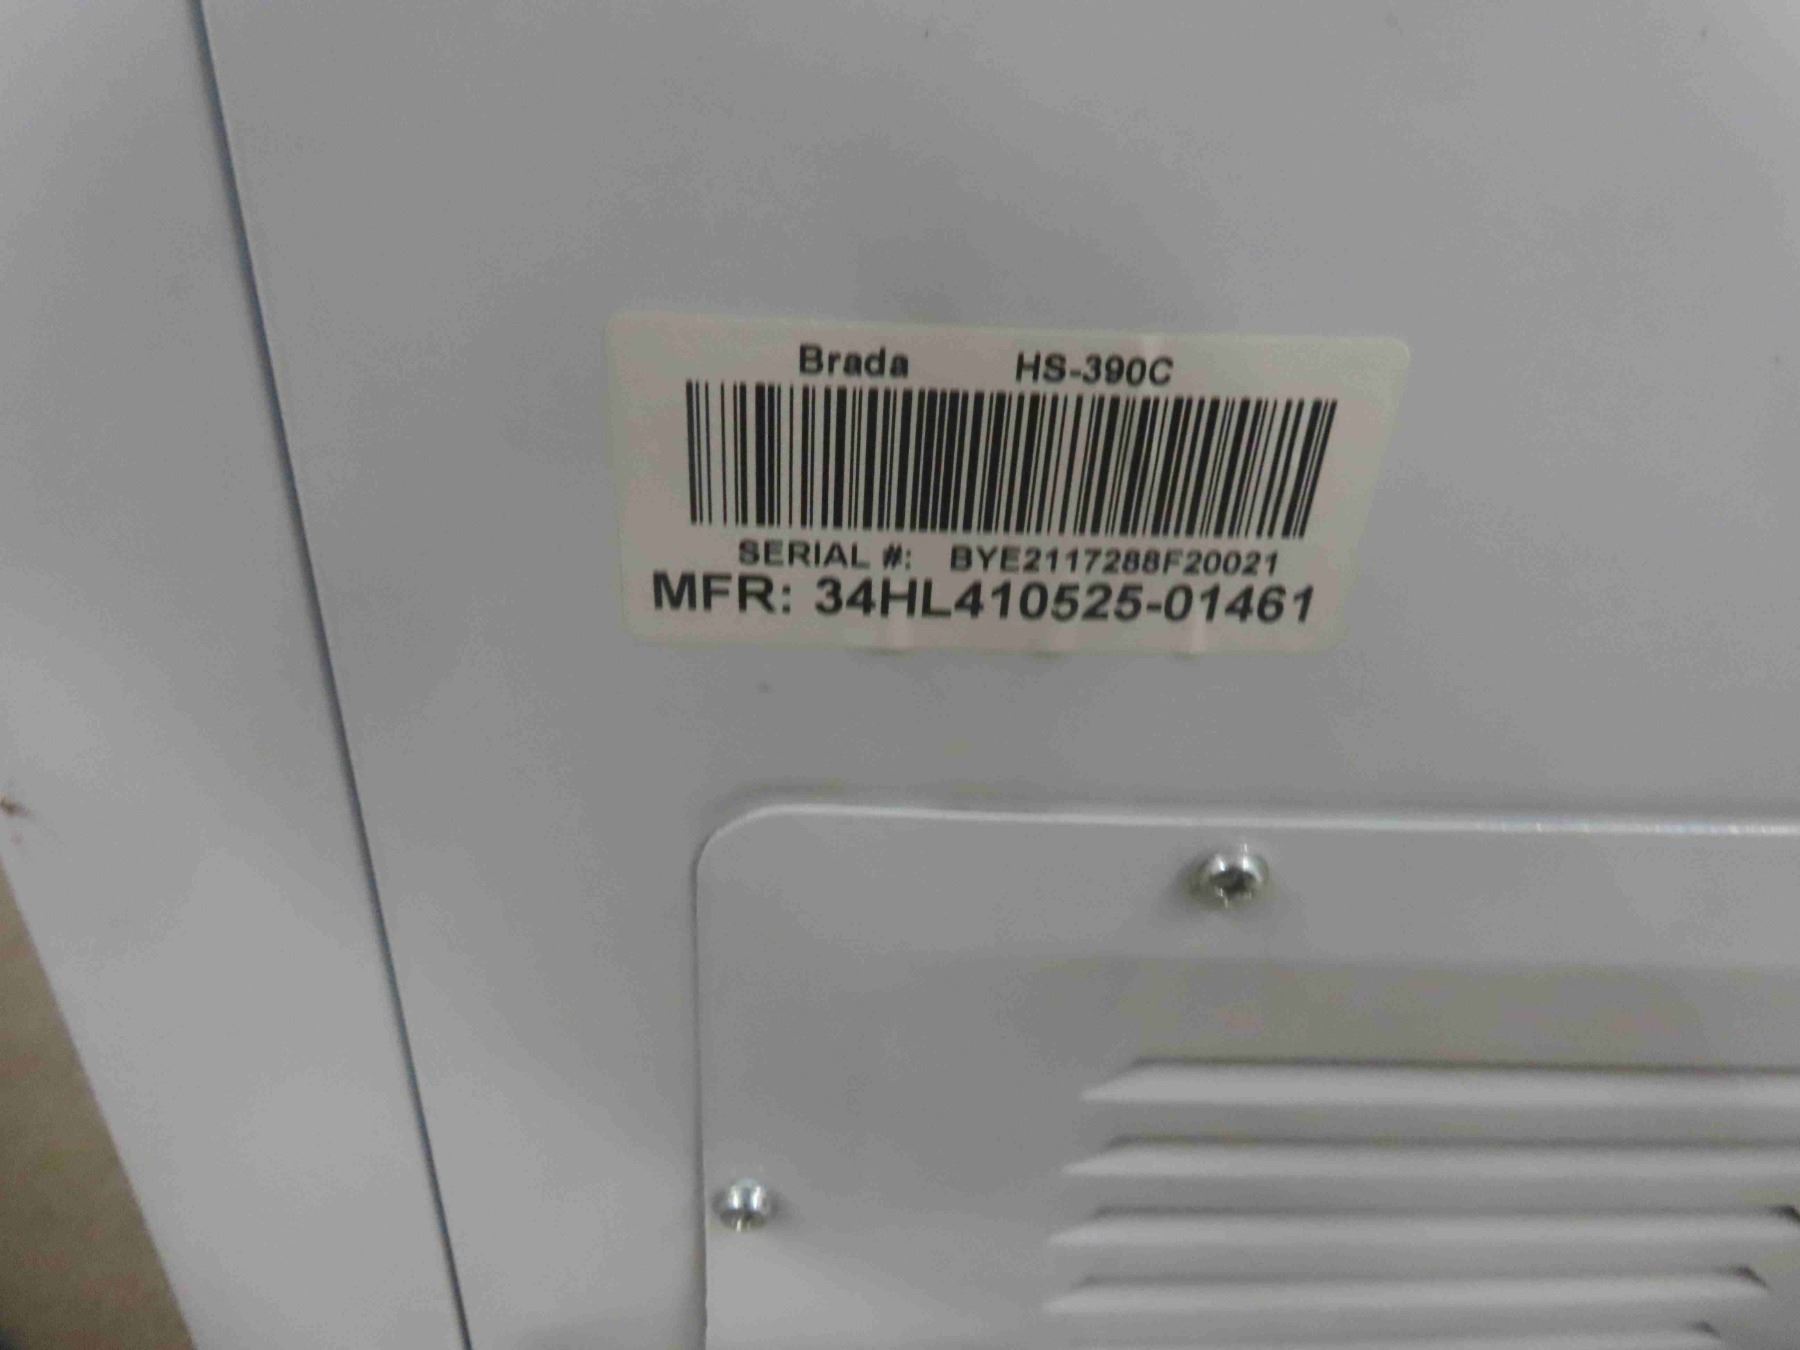 Brada HS-390C
SERIAL #: BYE2117288F20021
MFR: 34HL410525-01461